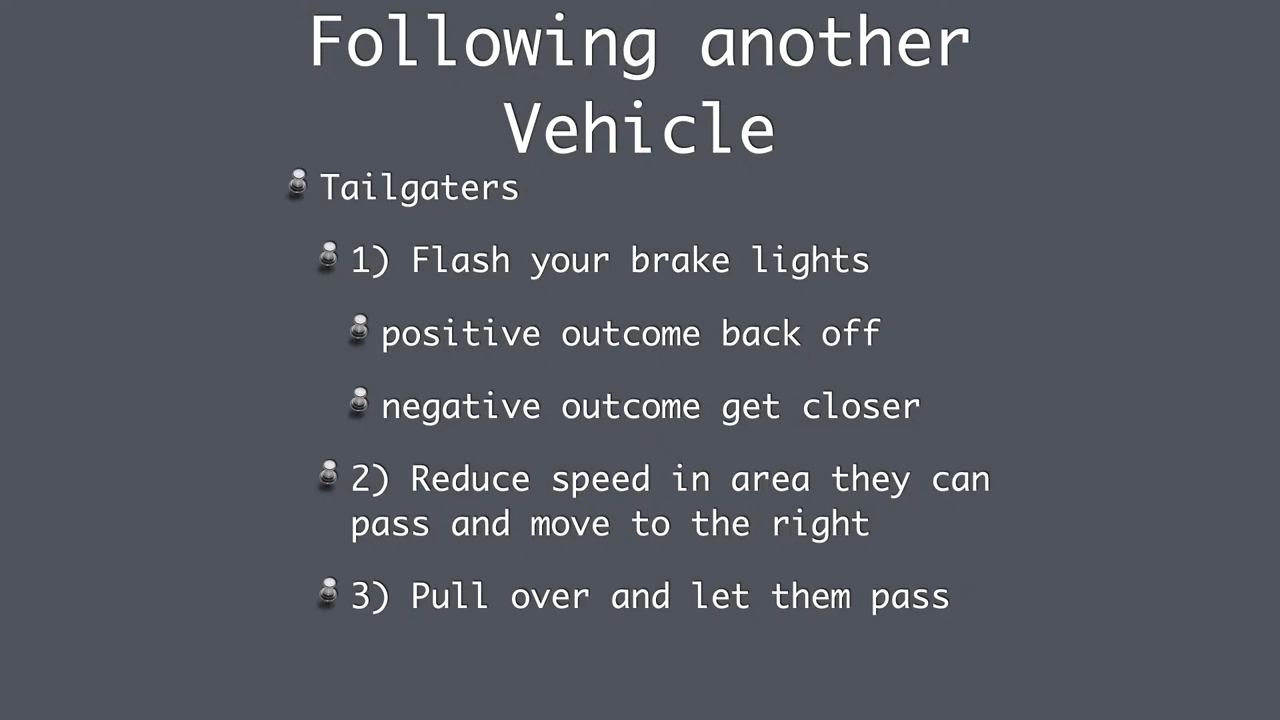 Following another
Vehicle
Tailgaters
1) Flash your brake lights
positive outcome back off
negative outcome get closer
2) Reduce speed in area they can
pass and move to the right
3) Pull over and let them pass